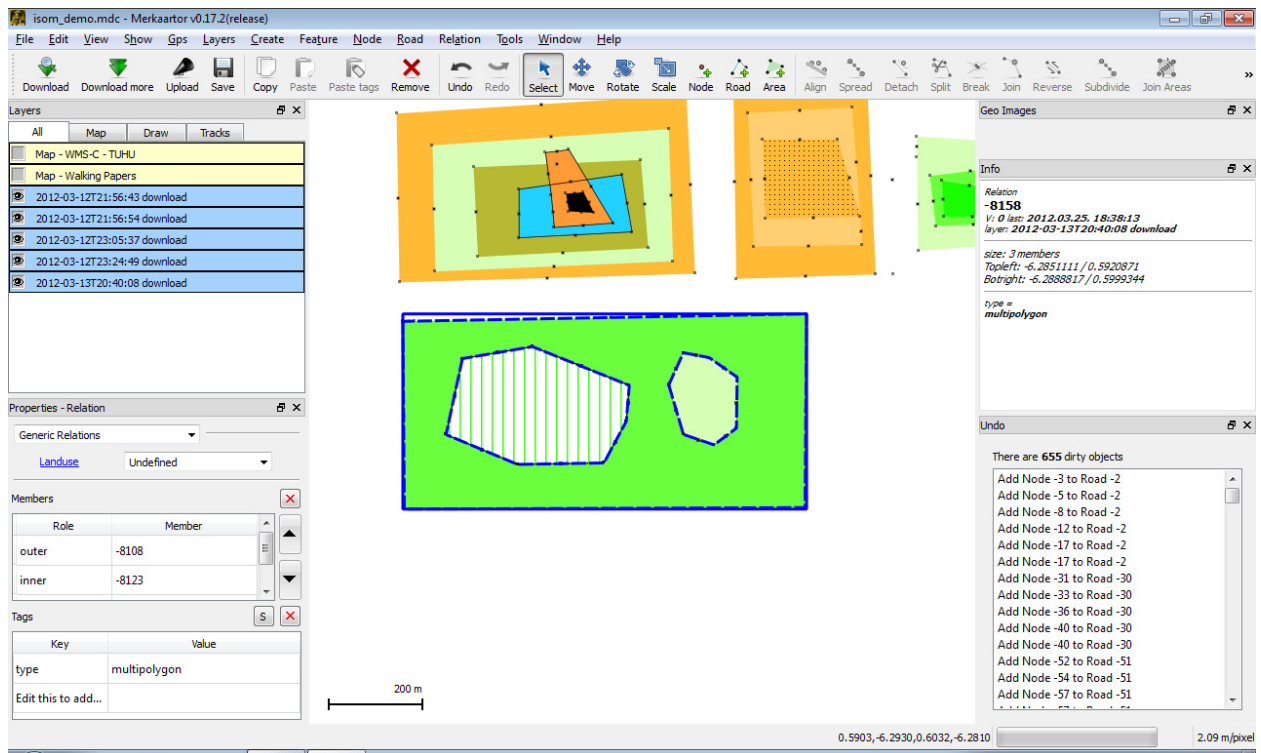 isom_demo.mdc - Merkaartor v0.17.2(release)
File Edit View Show Gps Layers Create Feature Node Road Relation Tools Window Help
Download Download more Upload Save Copy Paste Paste tags Remove Undo Redo Select Move Rotate Scale Node Road Area Align Spread Detach Split Break Join Reverse Subdivide Join Areas »
Layers
All Map Draw Tracks
Map - WMS-C - TUHU
Map - Walking Papers
2012-03-12T21:56:43 download
2012-03-12T21:56:54 download
2012-03-12T23:05:37 download
2012-03-12T23:24:49 download
2012-03-13T20:40:08 download
Properties - Relation
Generic Relations
Landuse Undefined
Members
Role Member
outer -8108
inner -8123
Tags
S
Key Value
type multipolygon
Edit this to add...
200 m
Geo Images
Info
Relation
-8158
V: 0 last: 2012.03.25. 18:38:13
layer: 2012-03-13T20:40:08 download
size: 3 members
Topleft: -6.2851111 / 0.5920871
Botright: -6.2888817 / 0.5999344
type =
multipolygon
Undo
There are 655 dirty objects
Add Node -3 to Road -2
Add Node -5 to Road -2
Add Node -8 to Road -2
Add Node -12 to Road -2
Add Node -17 to Road -2
Add Node -17 to Road -2
Add Node -31 to Road -30
Add Node -33 to Road -30
Add Node -36 to Road -30
Add Node -40 to Road -30
Add Node -40 to Road -30
Add Node -52 to Road -51
Add Node -54 to Road -51
Add Node -57 to Road -51
0.5903,-6.2930,0.6032,-6.2810
2.09 m/pixel